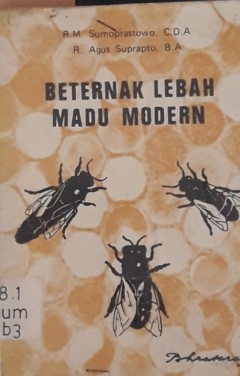 R.M. Sumoprastowo, C.D.A
R. Agus Suprapto, B.A
BETERNAK LEBAH
MADU MODERN
8.1
um
b3
Bhratara